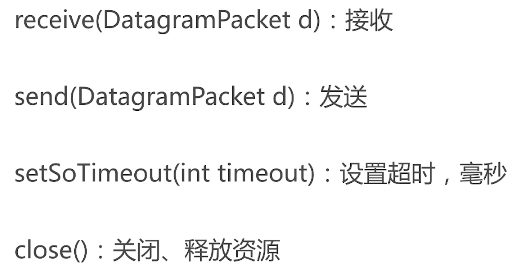 receive(DatagramPacket d)：接收
send(DatagramPacket d)：发送
setSoTimeout(int timeout)：设置超时，毫秒
close()：关闭、释放资源